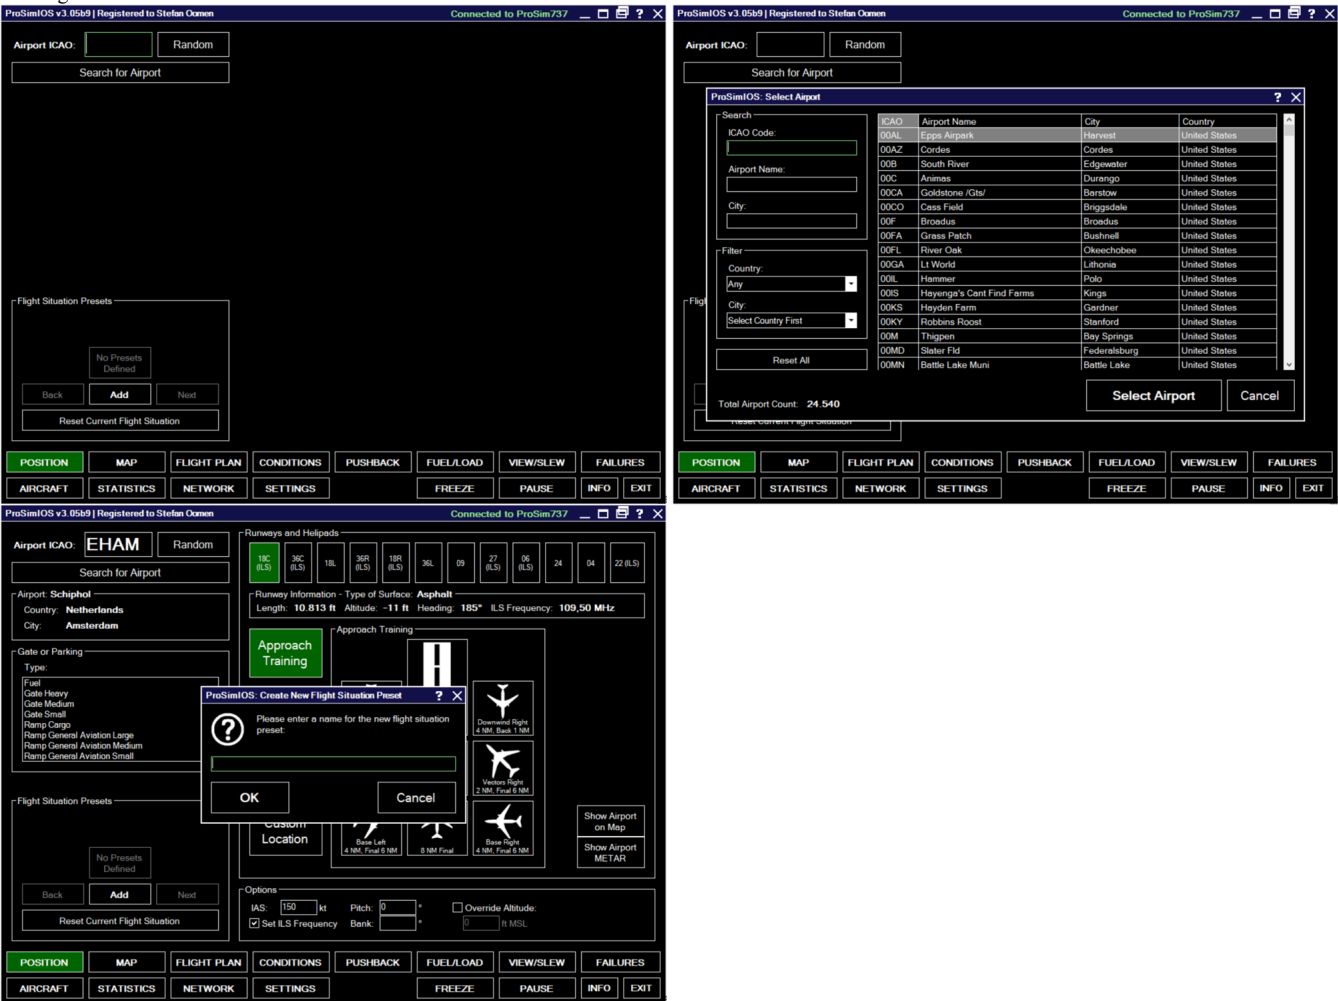 ProSimIOS v3.05b9 | Registered to Stefan Oomen
Connected to ProSim737
?
Airport ICAO:
Random
Search for Airport
Flight Situation Presets
No Presets
Defined
Back
Add
Next
Reset Current Flight Situation
POSITION
MAP
FLIGHT PLAN
CONDITIONS
PUSHBACK
FUEL/LOAD
VIEW/SLEW
FAILURES
AIRCRAFT
STATISTICS
NETWORK
SETTINGS
FREEZE
PAUSE
INFO
EXIT
ProSimIOS v3.05b9 | Registered to Stefan Oomen
Connected to ProSim737
?
Airport ICAO:
Random
Search for Airport
ProSimIOS: Select Airport
?
Search
ICAO Code:
Airport Name:
City:
Filter
Country:
Any
City:
Select Country First
Reset All
Total Airport Count: 24.540
ICAO Airport Name City Country
00AL Epps Airpark Harvest United States
00AZ Cordes Cordes United States
00B South River Edgewater United States
00C Animas Durango United States
00CA Goldstone /Gts/ Barstow United States
00CO Cass Field Briggsdale United States
00F Broadus Broadus United States
00FA Grass Patch Bushnell United States
00FL River Oak Okeechobee United States
00GA Lt World Lithonia United States
00IL Hammer Polo United States
00IS Hayenga's Cant Find Farms Kings United States
00KS Hayden Farm Gardner United States
00KY Robbins Roost Stanford United States
00M Thigpen Bay Springs United States
00MD Slater Fld Federalsburg United States
00MN Battle Lake Muni Battle Lake United States
Select Airport
Cancel
Fligh
Reset Current Flight Situation
POSITION
MAP
FLIGHT PLAN
CONDITIONS
PUSHBACK
FUEL/LOAD
VIEW/SLEW
FAILURES
AIRCRAFT
STATISTICS
NETWORK
SETTINGS
FREEZE
PAUSE
INFO
EXIT
ProSimIOS v3.05b9 | Registered to Stefan Oomen
Connected to ProSim737
?
Airport ICAO:
EHAM
Random
Search for Airport
Airport: Schiphol
Country: Netherlands
City: Amsterdam
Gate or Parking
Type:
Fuel
Gate Heavy
Gate Medium
Gate Small
Ramp Cargo
Ramp General Aviation Large
Ramp General Aviation Medium
Ramp General Aviation Small
Flight Situation Presets
No Presets
Defined
Back
Add
Next
Reset Current Flight Situation
Runways and Helipads
18C
(ILS)
36C
(ILS)
18L
36R
(ILS)
18R
(ILS)
36L
09
27
(ILS)
06
(ILS)
24
04
22 (ILS)
Runway Information - Type of Surface: Asphalt
Length: 10.813 ft Altitude: -11 ft Heading: 185° ILS Frequency: 109,50 MHz
Approach
Training
Approach Training
Downwind Right
4 NM, Back 1 NM
Vectors Right
2 NM, Final 6 NM
ProSimIOS: Create New Flight Situation Preset
?
Please enter a name for the new flight situation
preset:
OK
Cancel
Custom
Location
Base Left
4 NM, Final 6 NM
8 NM Final
Base Right
4 NM, Final 6 NM
Show Airport
on Map
Show Airport
METAR
Options
IAS: 150 kt
Pitch: 0 °
Override Altitude:
Set ILS Frequency
Bank: °
0 ft MSL
POSITION
MAP
FLIGHT PLAN
CONDITIONS
PUSHBACK
FUEL/LOAD
VIEW/SLEW
FAILURES
AIRCRAFT
STATISTICS
NETWORK
SETTINGS
FREEZE
PAUSE
INFO
EXIT